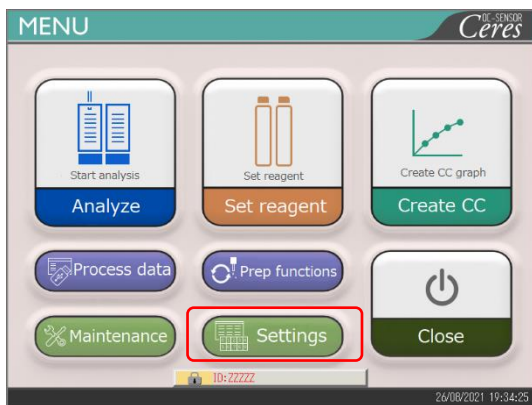 MENU
OC-SENSOR
Ceres
Start analysis
Analyze
Set reagent
Set reagent
Create CC graph
Create CC
Process data
Prep functions
Maintenance
Settings
Close
ID:ZZZZZ
26/08/2021 19:34:25